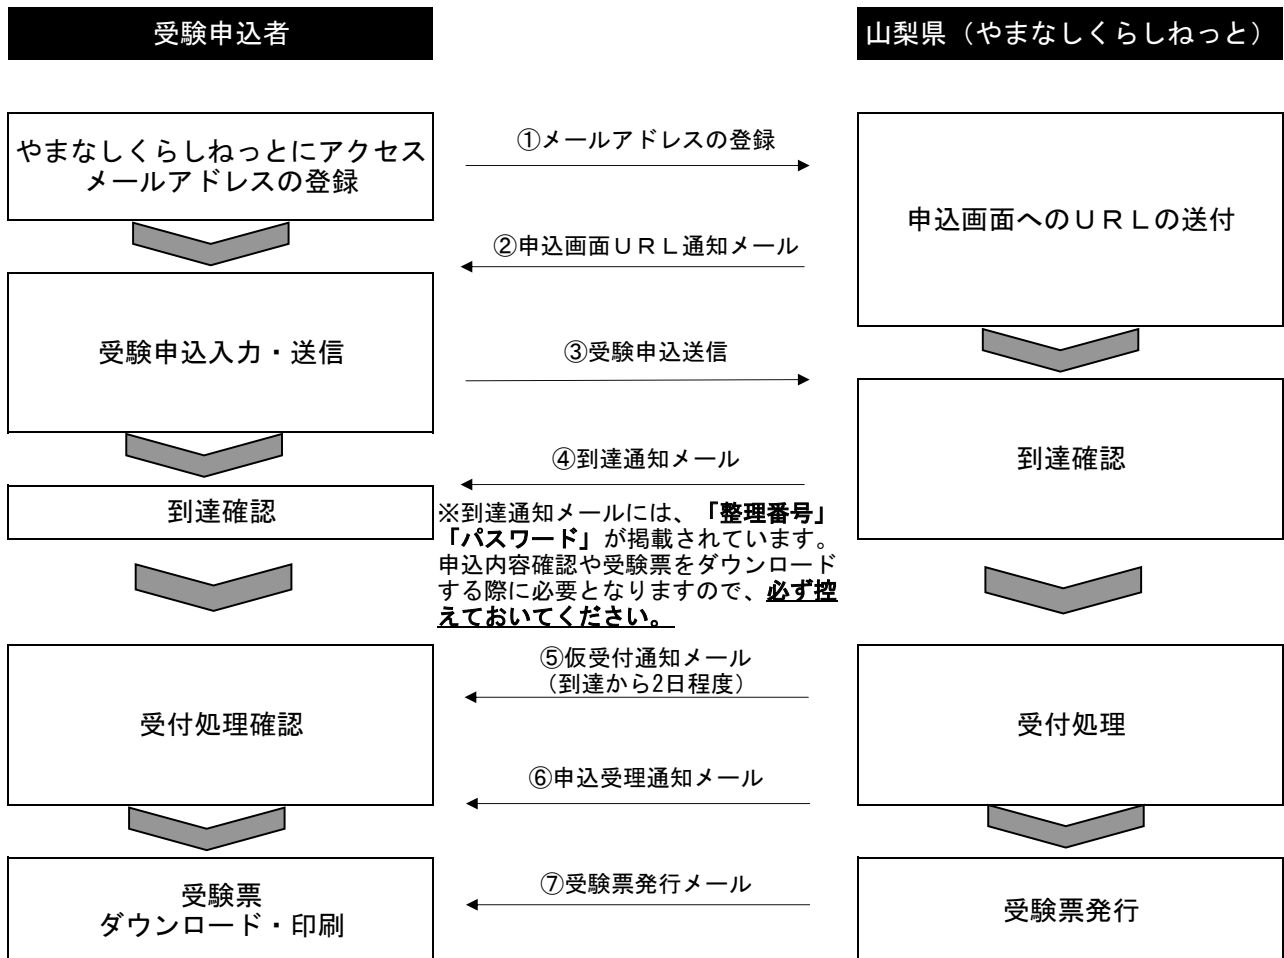 受験申込者
山梨県（やまなしくらしねっと）
やまなしくらしねっとにアクセス
メールアドレスの登録
①メールアドレスの登録
申込画面へのＵＲＬの送付
②申込画面ＵＲＬ通知メール
受験申込入力・送信
③受験申込送信
到達確認
④到達通知メール
到達確認
※到達通知メールには、「整理番号」
「パスワード」が掲載されています。
申込内容確認や受験票をダウンロード
する際に必要となりますので、必ず控
えておいてください。
⑤仮受付通知メール
（到達から2日程度）
受付処理確認
受付処理
⑥申込受理通知メール
⑦受験票発行メール
受験票
ダウンロード・印刷
受験票発行